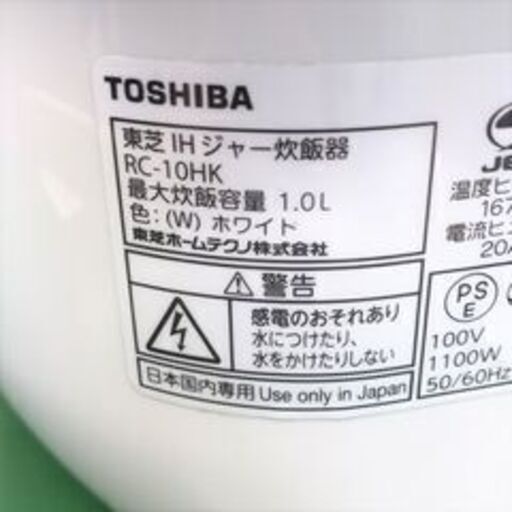 TOSHIBA
東芝IHジャー炊飯器
RC-10HK
最大炊飯容量 1.0L
色:(W) ホワイト
東芝ホームテクノ株式会社
⚠警告
感電のおそれあり
水につけたり、
水をかけたりしない
日本国内専用 Use only in Japan
温度ヒ
167
電流ヒ
20A
PS
E
100V
1100W
50/60Hz